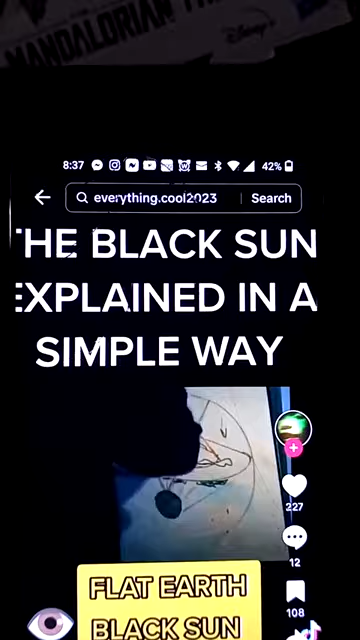 MANDALORIAN
Disney
8:37
42%
everything.cool2023
Search
THE BLACK SUN
EXPLAINED IN A
SIMPLE WAY
227
12
108
FLAT EARTH
BLACK SUN